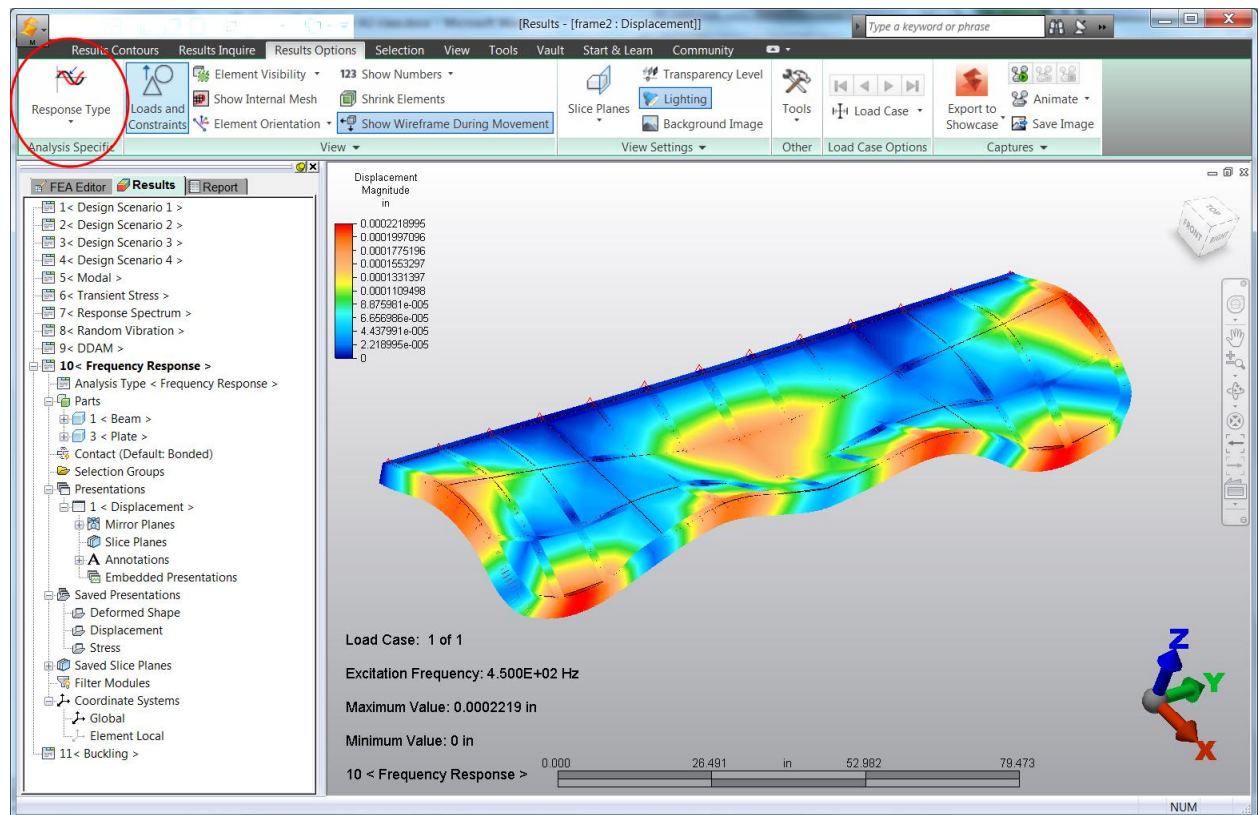 [Results - [frame2 : Displacement]]
Type a keyword or phrase
M
Results Contours Results Inquire Results Options Selection View Tools Vault Start & Learn Community
Response Type
Analysis Specific
Loads and
Constraints
Element Visibility
Show Internal Mesh
Element Orientation
123 Show Numbers
Shrink Elements
Show Wireframe During Movement
View
Slice Planes
Transparency Level
Lighting
Background Image
View Settings
Tools
Other
Load Case
Load Case Options
Export to
Showcase
Animate
Save Image
Captures
FEA Editor Results Report
1< Design Scenario 1 >
2< Design Scenario 2 >
3< Design Scenario 3 >
4< Design Scenario 4 >
5< Modal >
6< Transient Stress >
7< Response Spectrum >
8< Random Vibration >
9< DDAM >
10< Frequency Response >
Analysis Type < Frequency Response >
Parts
1 < Beam >
3 < Plate >
Contact (Default: Bonded)
Selection Groups
Presentations
1 < Displacement >
Mirror Planes
Slice Planes
A Annotations
Embedded Presentations
Saved Presentations
Deformed Shape
Displacement
Stress
Saved Slice Planes
Filter Modules
Coordinate Systems
Global
Element Local
11< Buckling >
Displacement
Magnitude
in
0.0002218995
0.0001997096
0.0001775196
0.0001553297
0.0001331397
0.0001109498
8.875981e-005
6.656986e-005
4.437991e-005
2.218995e-005
0
TOP
FRONT RIGHT
Load Case: 1 of 1
Excitation Frequency: 4.500E+02 Hz
Maximum Value: 0.0002219 in
Minimum Value: 0 in
10 < Frequency Response >
0.000 26.491 in 52.982 79.473
Z
Y
X
NUM